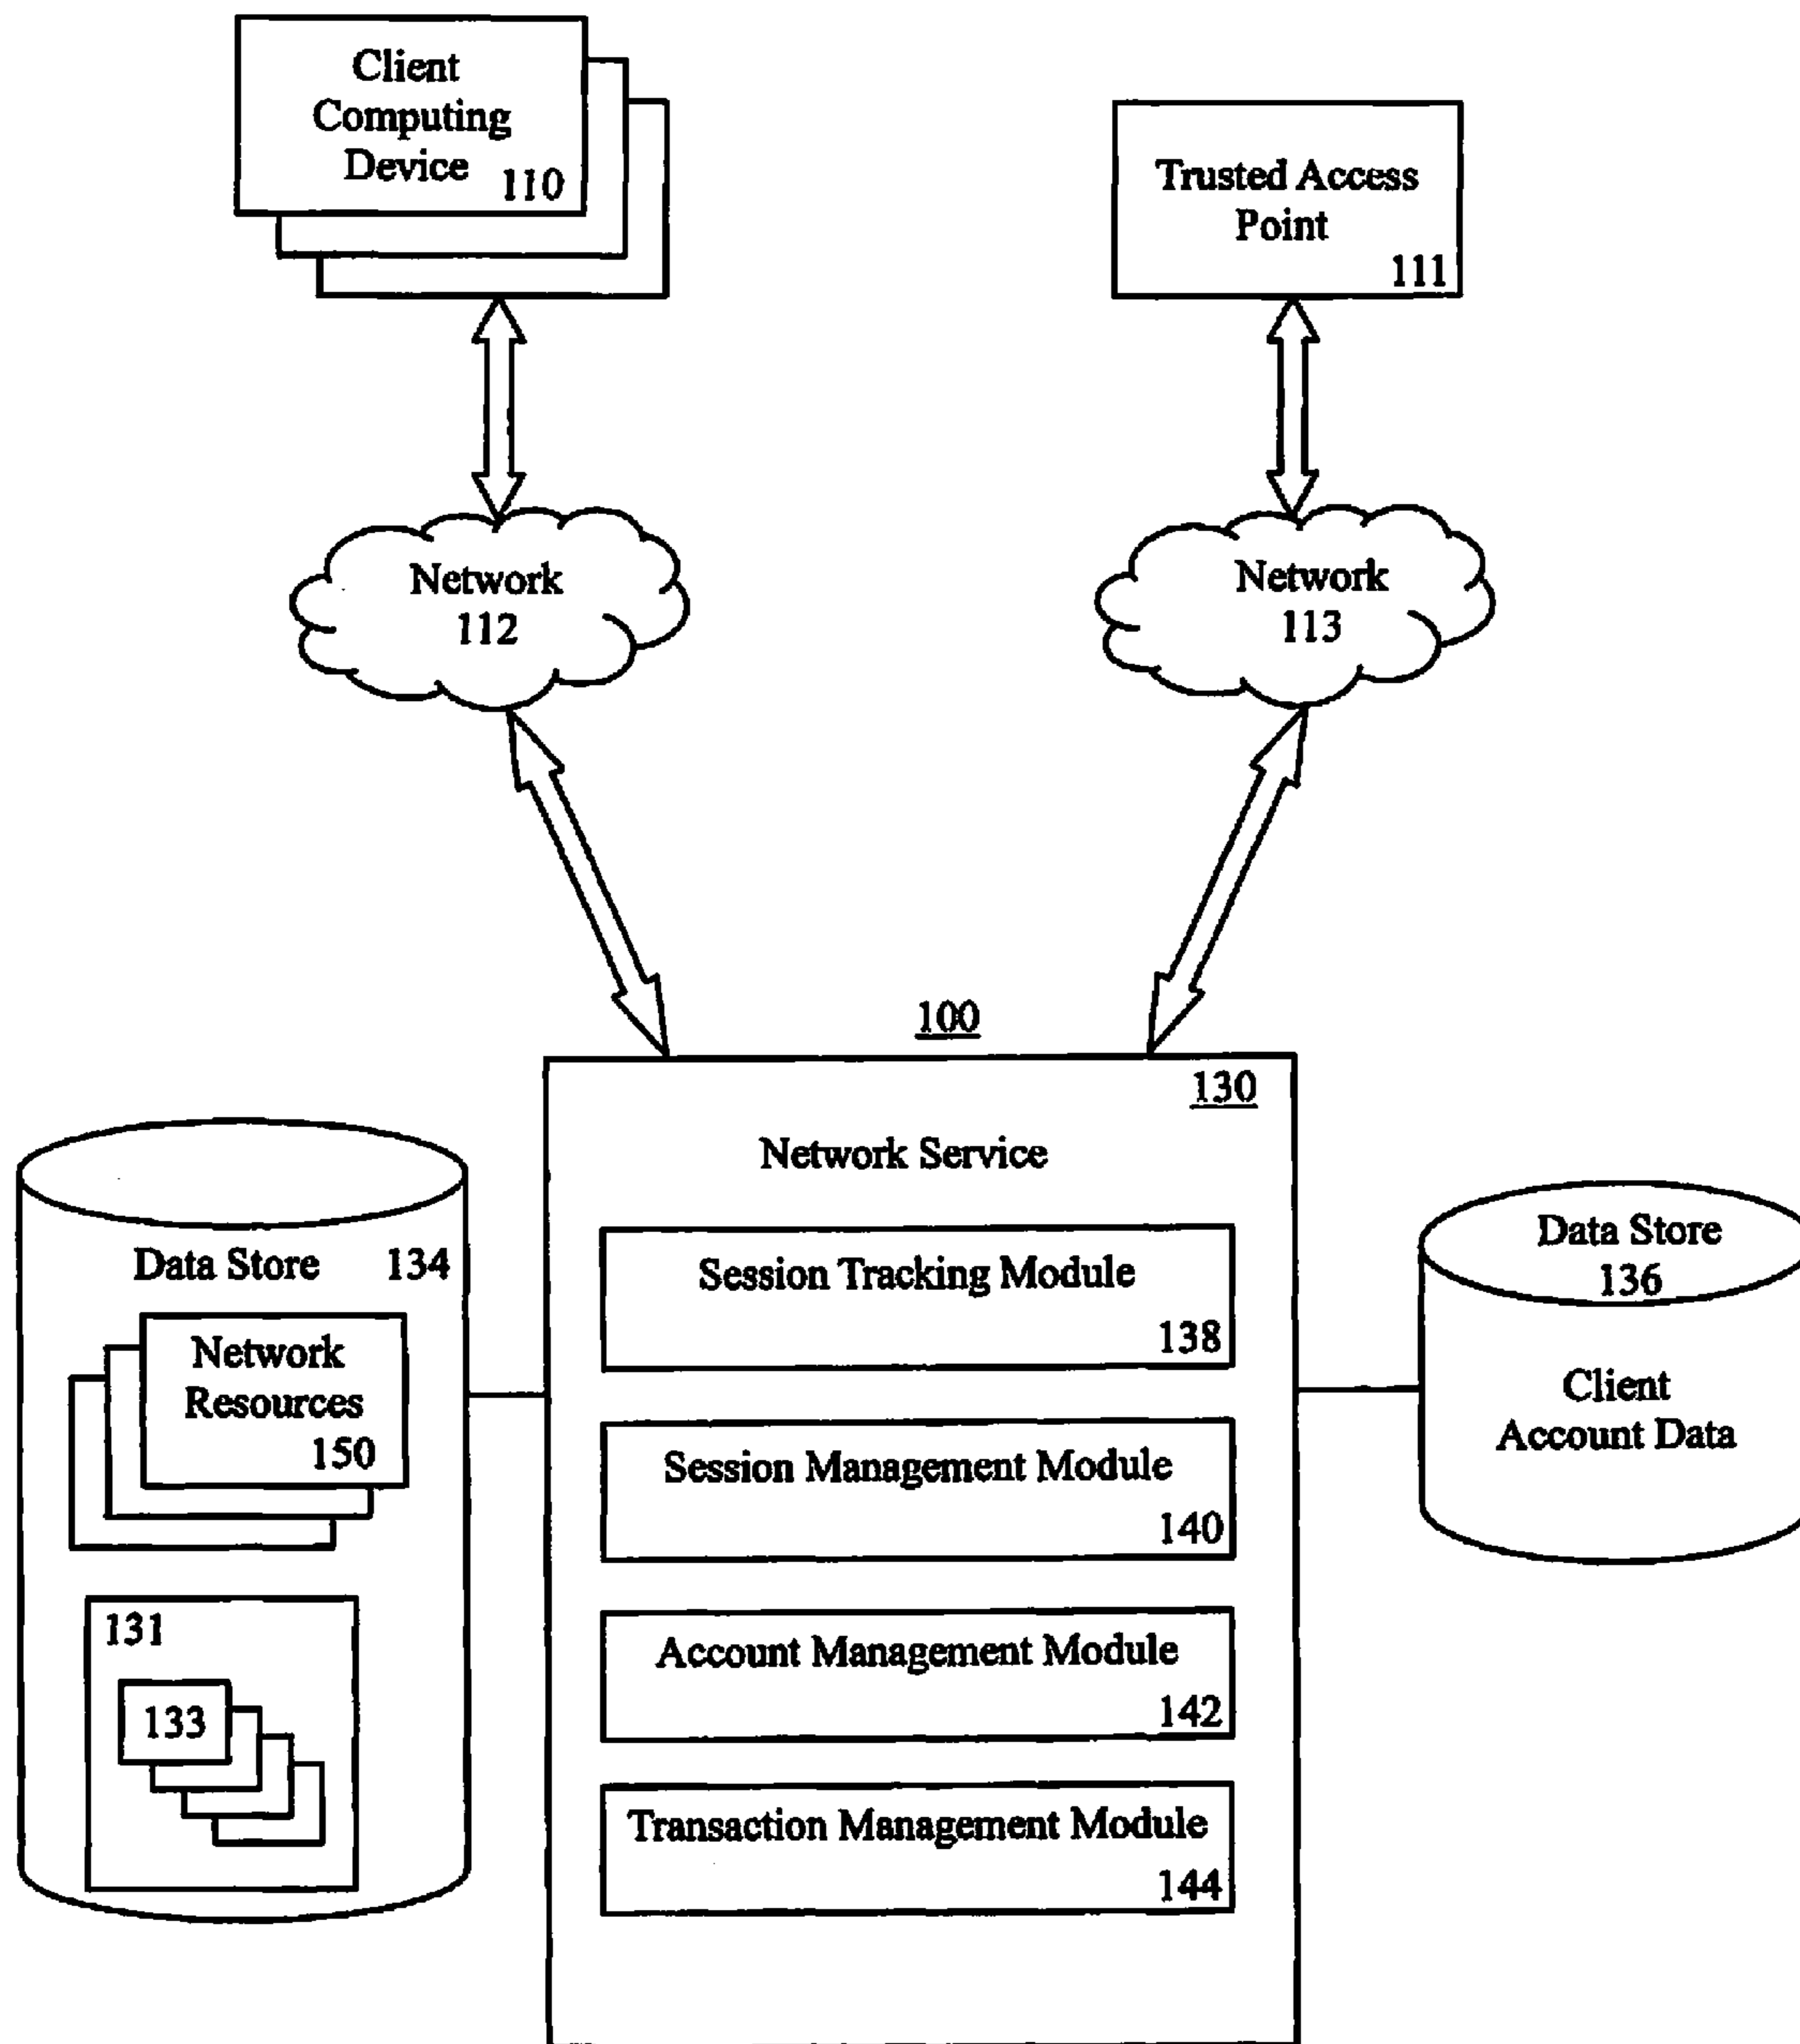 Client
Computing
Device
110
Trusted Access
Point
111
Network
112
Network
113
100
130
Network Service
Session Tracking Module
138
Session Management Module
140
Account Management Module
142
Transaction Management Module
144
Data Store 134
Network
Resources
150
131
133
Data Store
136
Client
Account Data